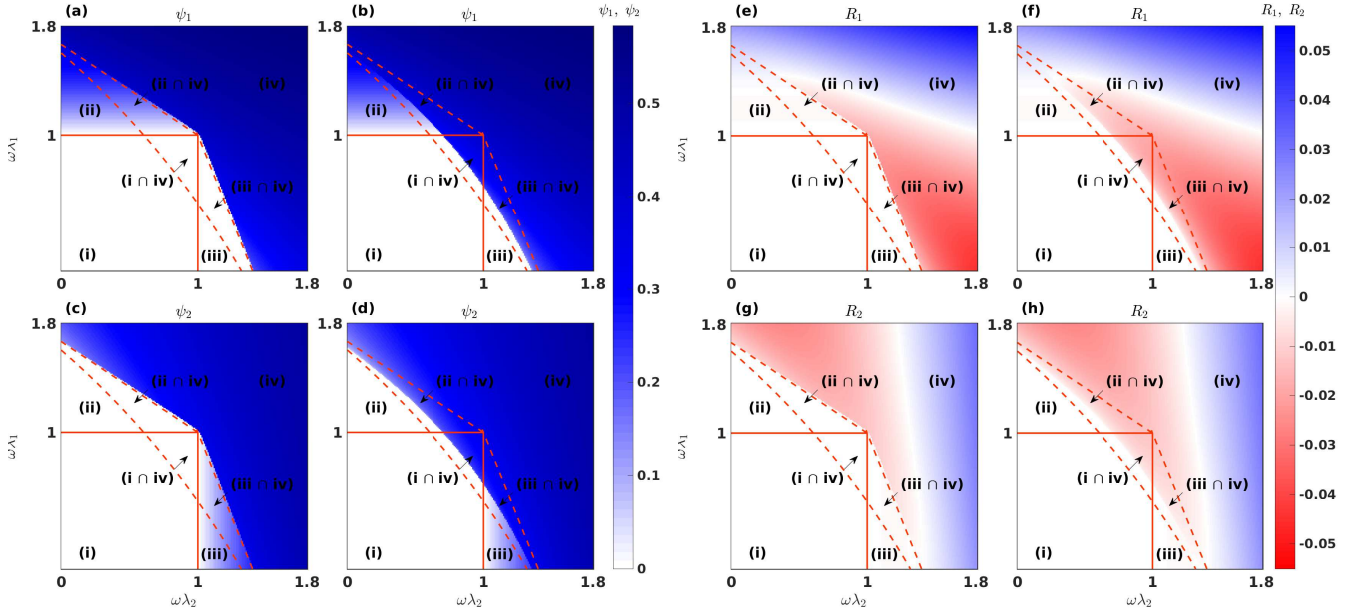 (a) ψ₁
(b) ψ₁
ψ₁, ψ₂
(e) R₁
(f) R₁
R₁, R₂
1.8
(ii ∩ iv)
(iv)
(ii)
1
ωλ₁
(i ∩ iv)
(iii ∩ iv)
(i)
(iii)
0
1
1.8
(ii ∩ iv)
(iv)
(ii)
1
(i ∩ iv)
(iii ∩ iv)
(i)
(iii)
0
1
1.8
0.5
0.4
0.3
0.2
0.1
0
1.8
(ii ∩ iv)
(iv)
(ii)
1
ωλ₁
(i ∩ iv)
(iii ∩ iv)
(i)
(iii)
0
1
1.8
(ii ∩ iv)
(iv)
(ii)
1
(i ∩ iv)
(iii ∩ iv)
(i)
(iii)
0
1
1.8
0.05
0.04
0.03
0.02
0.01
0
-0.01
-0.02
-0.03
-0.04
-0.05
(c) ψ₂
(d) ψ₂
(g) R₂
(h) R₂
1.8
(ii ∩ iv)
(iv)
(ii)
1
ωλ₁
(i ∩ iv)
(iii ∩ iv)
(i)
(iii)
0
1
1.8
ωλ₂
1.8
(ii ∩ iv)
(iv)
(ii)
1
(i ∩ iv)
(iii ∩ iv)
(i)
(iii)
0
1
1.8
ωλ₂
1.8
(ii ∩ iv)
(iv)
(ii)
1
ωλ₁
(i ∩ iv)
(iii ∩ iv)
(i)
(iii)
0
1
1.8
ωλ₂
1.8
(ii ∩ iv)
(iv)
(ii)
1
(i ∩ iv)
(iii ∩ iv)
(i)
(iii)
0
1
1.8
ωλ₂